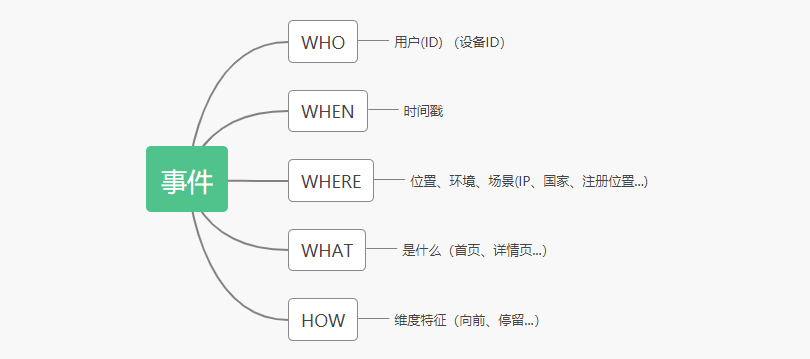 事件
WHO
用户(ID) （设备ID）
WHEN
时间戳
WHERE
位置、环境、场景(IP、国家、注册位置...)
WHAT
是什么（首页、详情页...）
HOW
维度特征（向前、停留...）